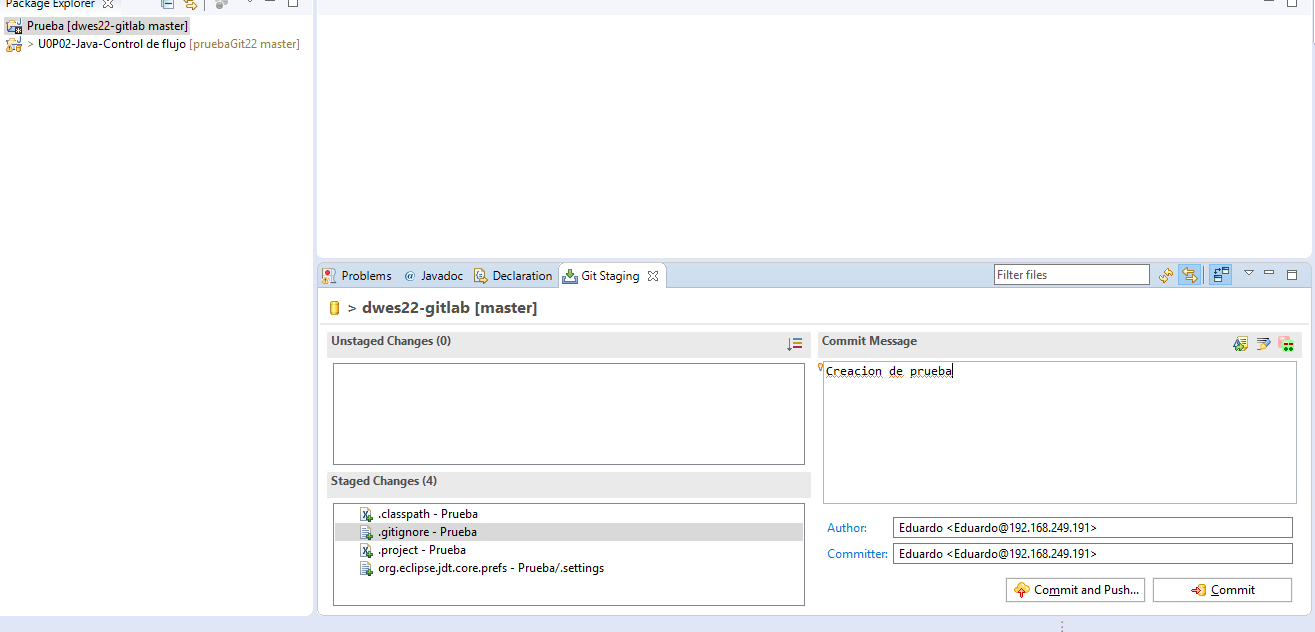 Package Explorer
Prueba [dwes22-gitlab master]
> U0P02-Java-Control de flujo [pruebaGit22 master]
Problems @ Javadoc Declaration Git Staging
Filter files
> dwes22-gitlab [master]
Unstaged Changes (0)
Staged Changes (4)
.classpath - Prueba
.gitignore - Prueba
.project - Prueba
org.eclipse.jdt.core.prefs - Prueba/.settings
Commit Message
Creacion de prueba
Author: Eduardo <Eduardo@192.168.249.191>
Committer: Eduardo <Eduardo@192.168.249.191>
Commit and Push... Commit